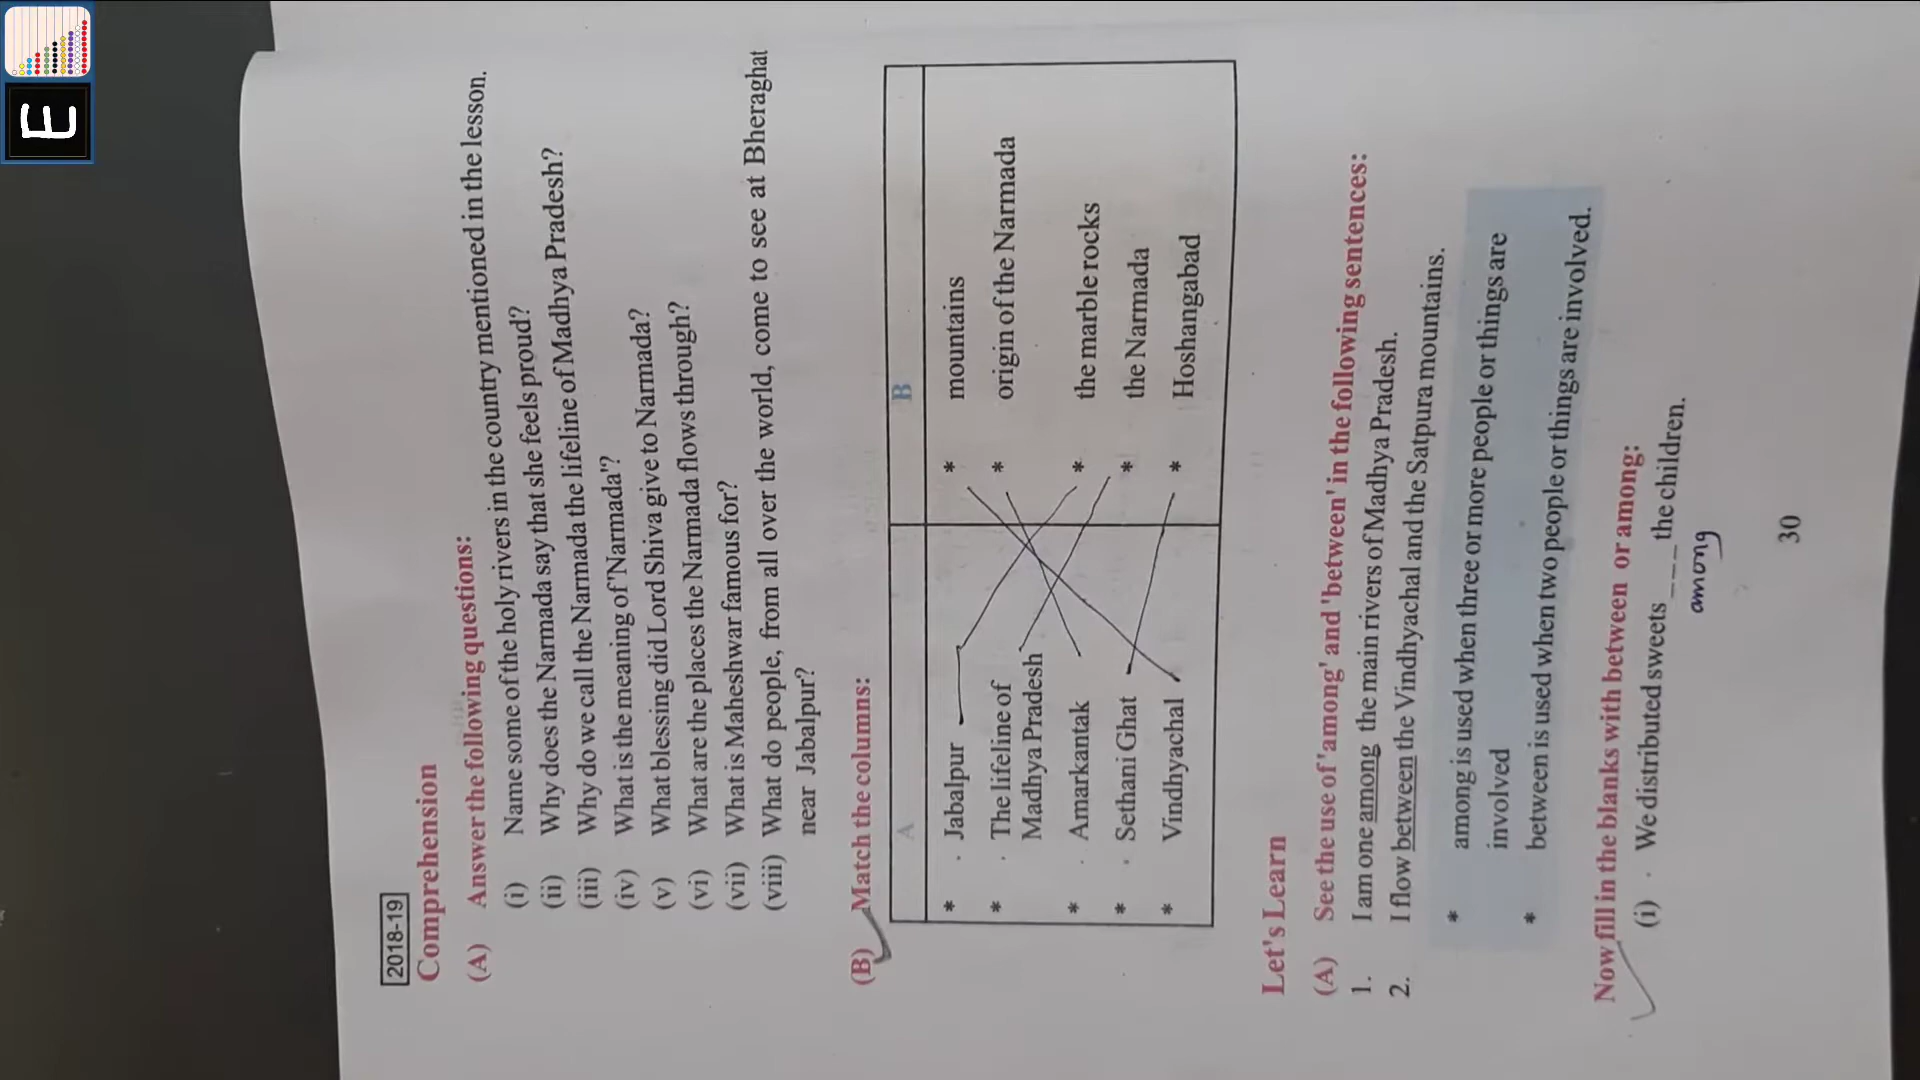 E
2018-19
Comprehension
(A) Answer the following questions:
(i) Name some of the holy rivers in the country mentioned in the lesson.
(ii) Why does the Narmada say that she feels proud?
(iii) Why do we call the Narmada the lifeline of Madhya Pradesh?
(iv) What is the meaning of 'Narmada'?
(v) What blessing did Lord Shiva give to Narmada?
(vi) What are the places the Narmada flows through?
(vii) What is Maheshwar famous for?
(viii) What do people, from all over the world, come to see at Bheraghat
near Jabalpur?
(B) Match the columns:
A B
* Jabalpur * mountains
* The lifeline of * origin of the Narmada
Madhya Pradesh
* Amarkantak * the marble rocks
* Sethani Ghat * the Narmada
* Vindhyachal * Hoshangabad
Let's Learn
(A) See the use of 'among' and 'between' in the following sentences:
1. I am one among the main rivers of Madhya Pradesh.
2. I flow between the Vindhyachal and the Satpura mountains.
* among is used when three or more people or things are
involved
* between is used when two people or things are involved.
Now fill in the blanks with between or among:
(i) We distributed sweets ____ the children.
among
30